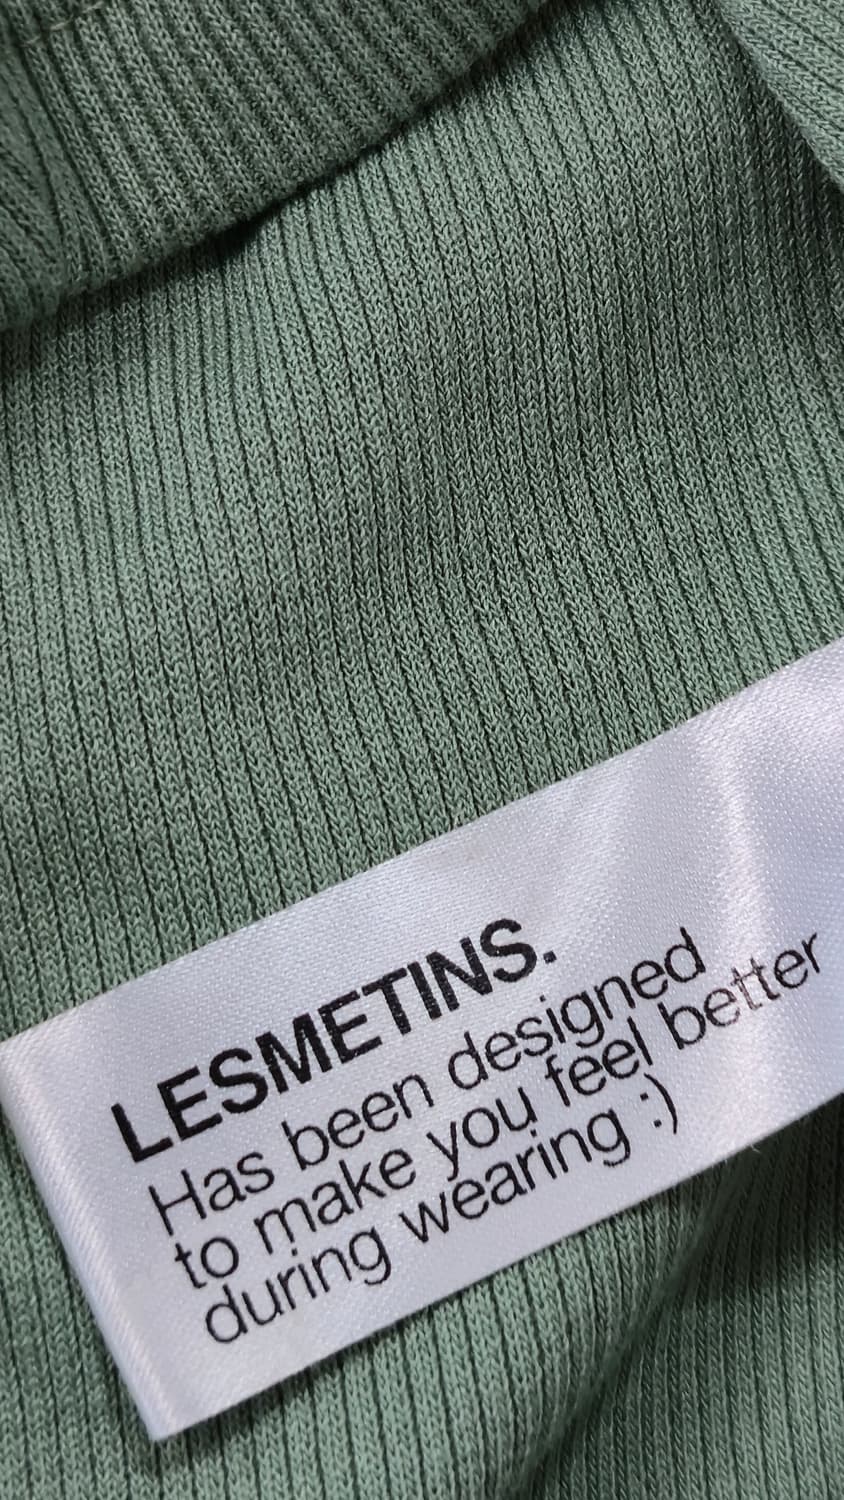 LESMETINS.
Has been designed
to make you feel better
during wearing :)